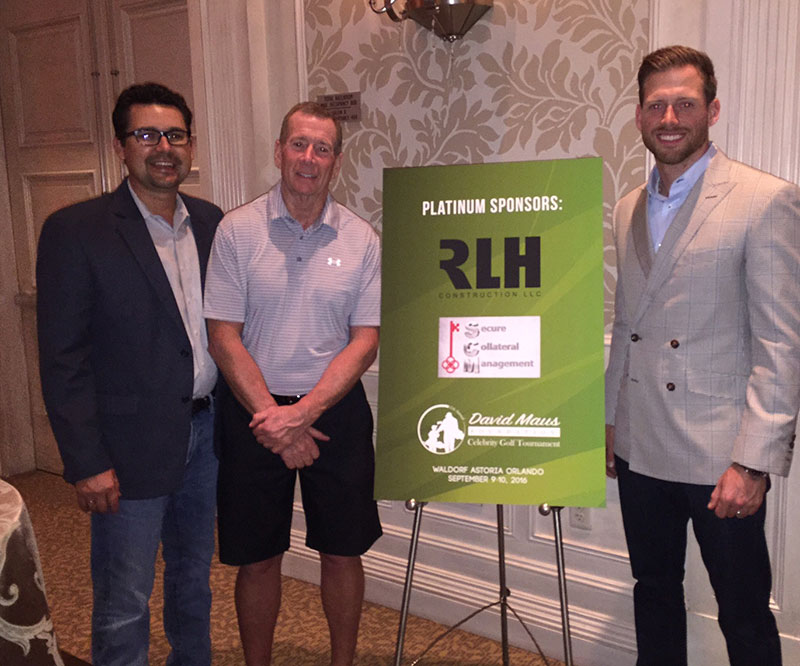 PLATINUM SPONSORS:
RLH
CONSTRUCTION LLC
Secure
Collateral
Management
David Maus
Celebrity Golf Tournament
WALDORF ASTORIA ORLANDO
SEPTEMBER 9-10, 2016